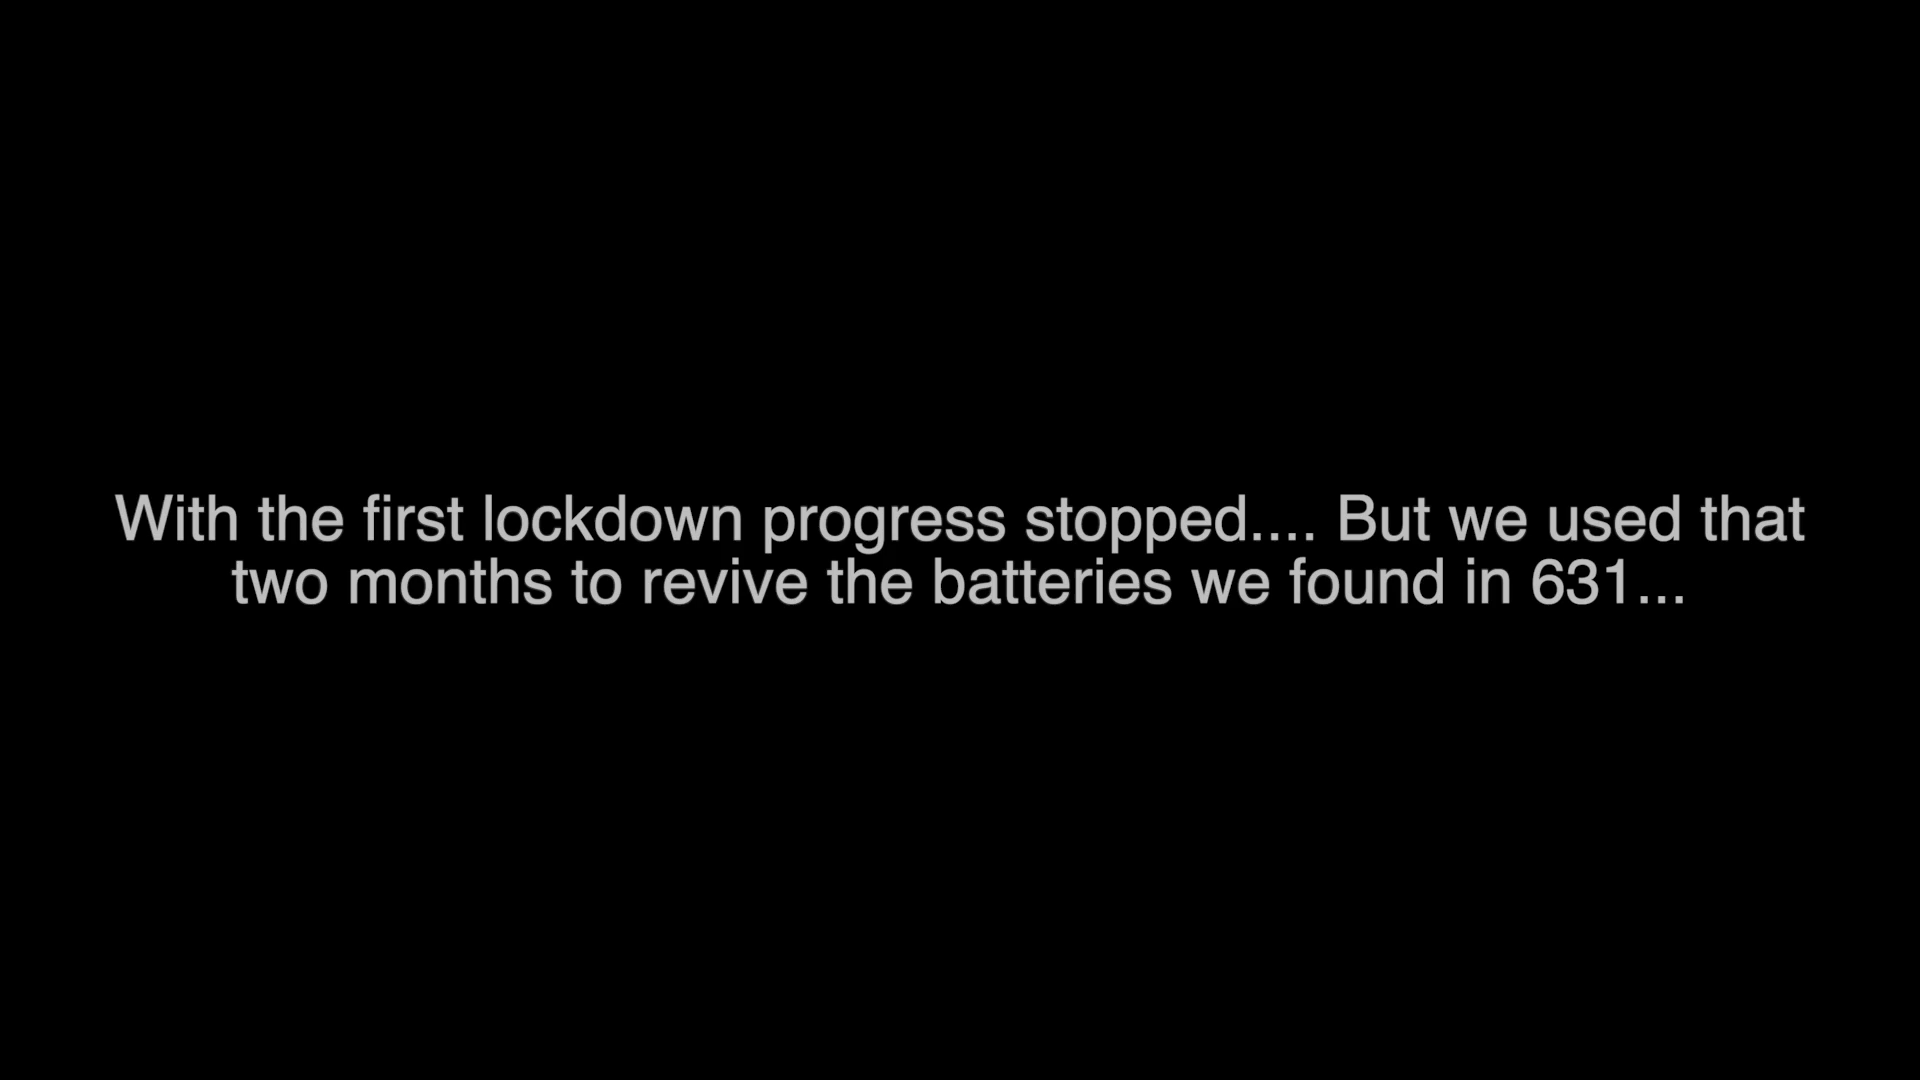 With the first lockdown progress stopped.... But we used that
two months to revive the batteries we found in 631...